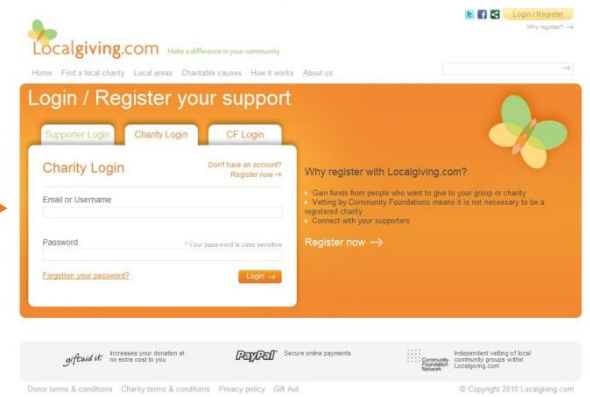 Login / Register
Why register? →
Localgiving.com Make a difference in your community
Home Find a local charity Local areas Charitable causes How it works About us
→
Login / Register your support
Supporter Login Charity Login CF Login
Charity Login
Don't have an account?
Register now →
Email or Username
Password
* Your password is case sensitive
Forgotten your password?
Login →
Why register with Localgiving.com?
• Gain funds from people who want to give to your group or charity
• Vetting by Community Foundations means it is not necessary to be a
registered charity
• Connect with your supporters
Register now →
giftaid it
Increases your donation at
no extra cost to you
PayPal
Secure online payments
Community
Foundation
Network
Independent vetting of local
community groups within
Localgiving.com
Donor terms & conditions Charity terms & conditions Privacy policy Gift Aid
© Copyright 2010 Localgiving.com